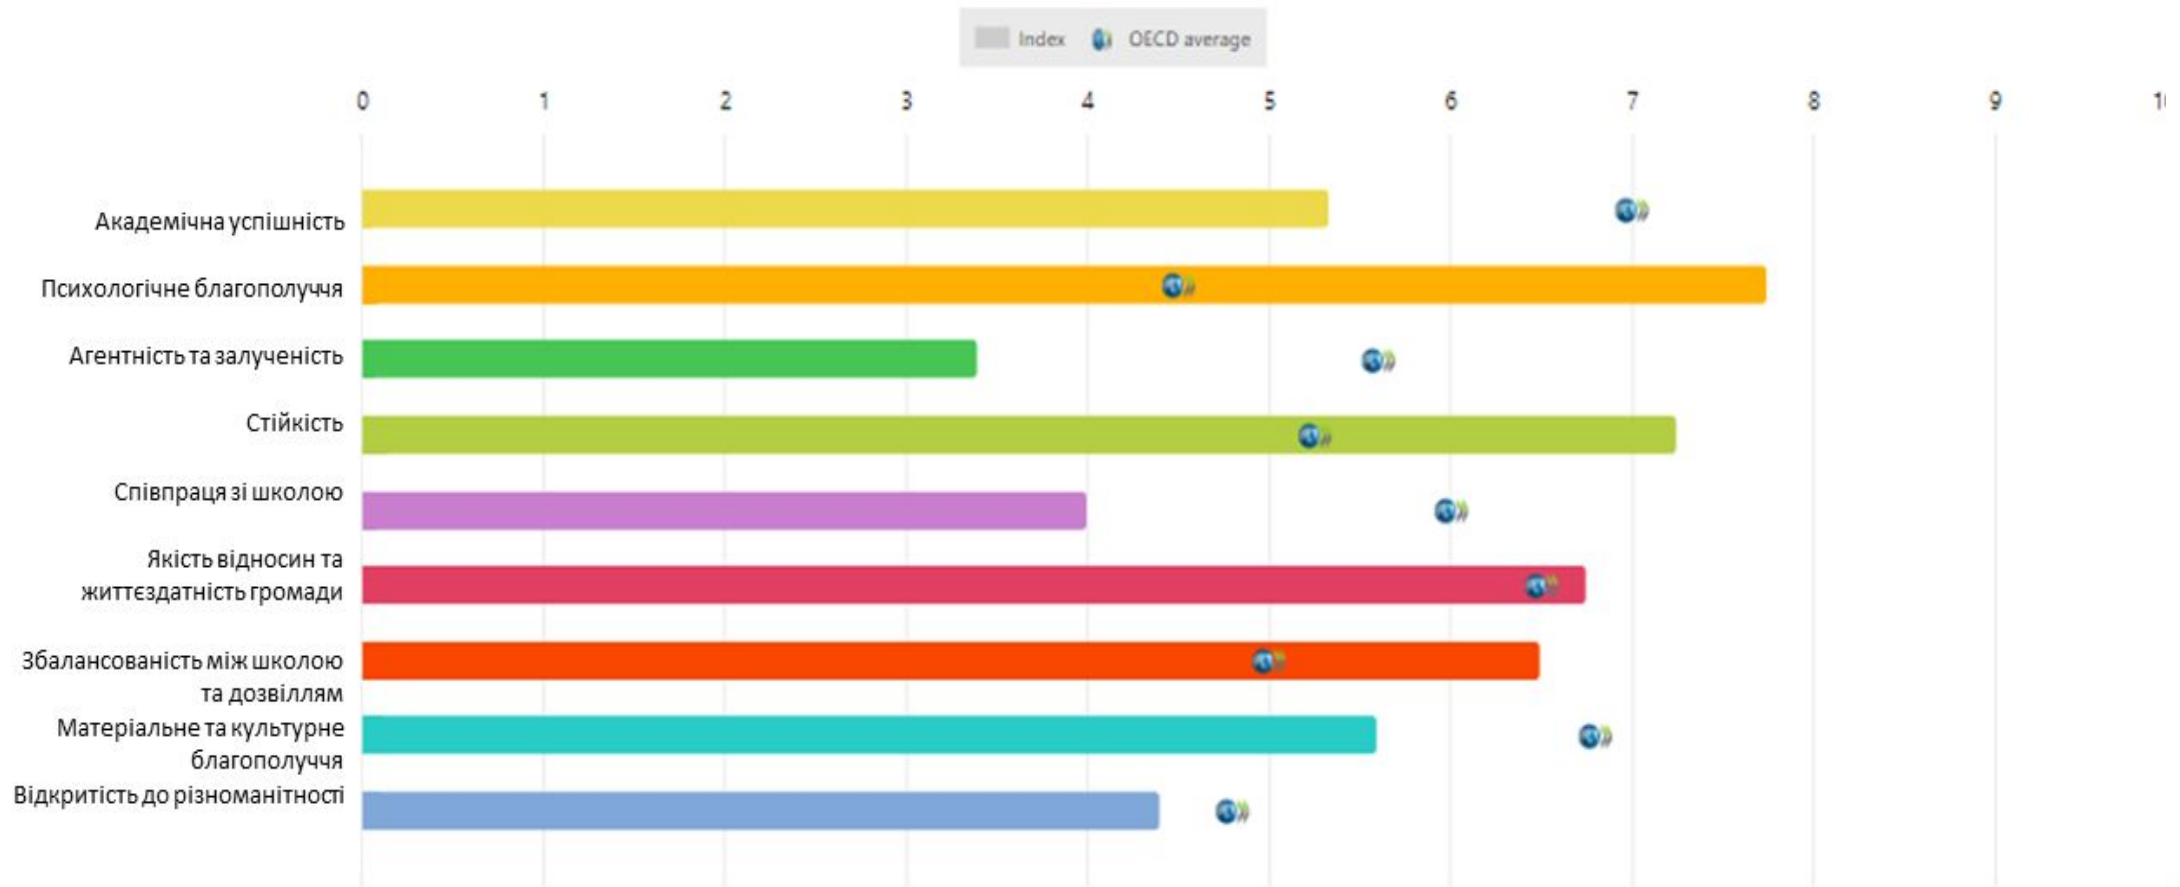 Index OECD average
0 1 2 3 4 5 6 7 8 9
Академічна успішність
Психологічне благополуччя
Агентність та залученість
Стійкість
Співпраця зі школою
Якість відносин та
життєздатність громади
Збалансованість між школою
та дозвіллям
Матеріальне та культурне
благополуччя
Відкритість до різноманітності